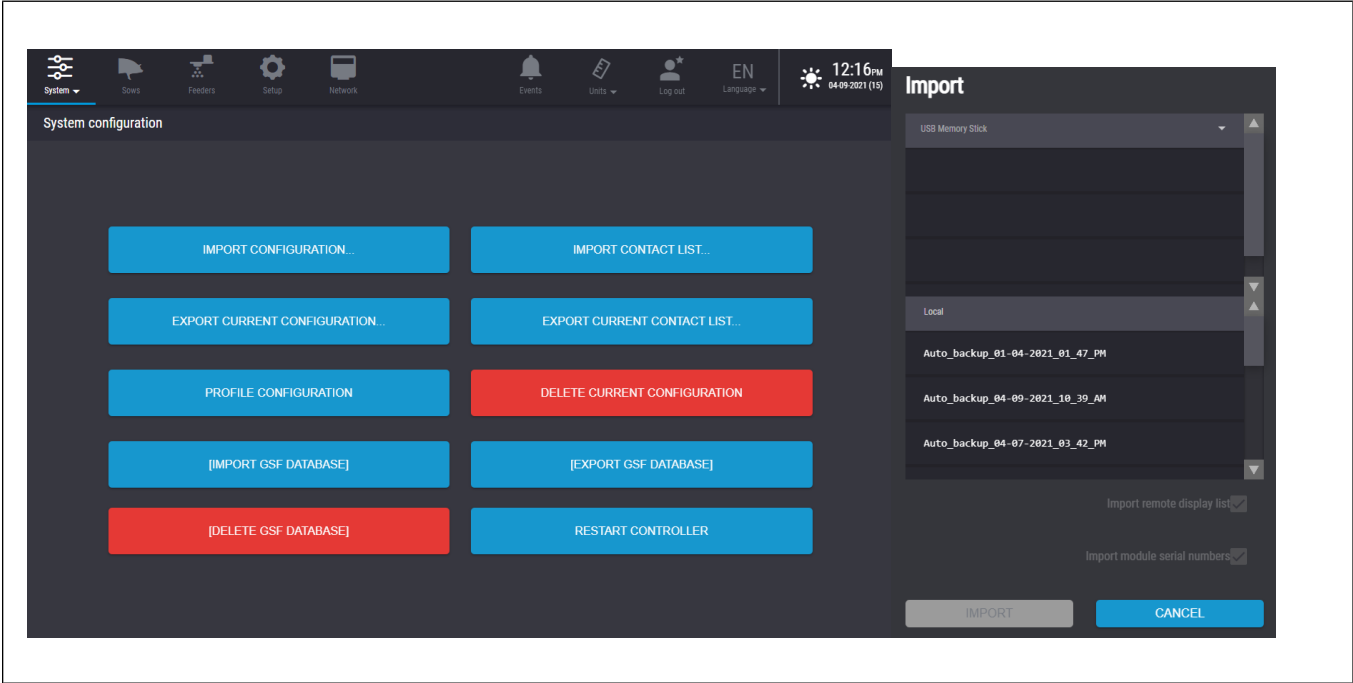 System
Sows
Feeders
Setup
Network
Events
Units
Log out
EN
Language
12:16PM
04-09-2021 (15)
System configuration
IMPORT CONFIGURATION...
IMPORT CONTACT LIST...
EXPORT CURRENT CONFIGURATION...
EXPORT CURRENT CONTACT LIST...
PROFILE CONFIGURATION
DELETE CURRENT CONFIGURATION
[IMPORT GSF DATABASE]
[EXPORT GSF DATABASE]
[DELETE GSF DATABASE]
RESTART CONTROLLER
Import
USB Memory Stick
Local
Auto_backup_01-04-2021_01_47_PM
Auto_backup_04-09-2021_10_39_AM
Auto_backup_04-07-2021_03_42_PM
Import remote display list
Import module serial numbers
IMPORT
CANCEL